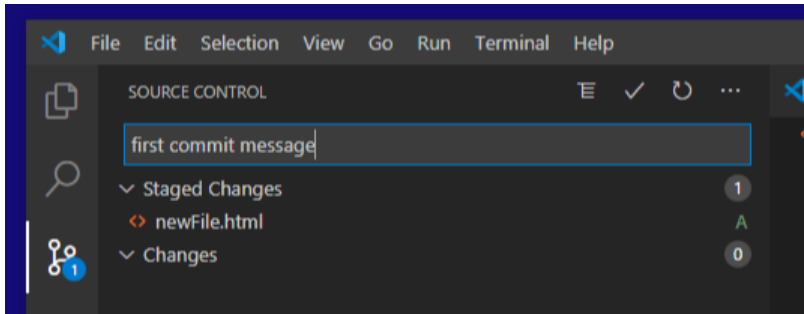 File Edit Selection View Go Run Terminal Help
SOURCE CONTROL
first commit message
Staged Changes 1
<> newFile.html A
1
Changes 0